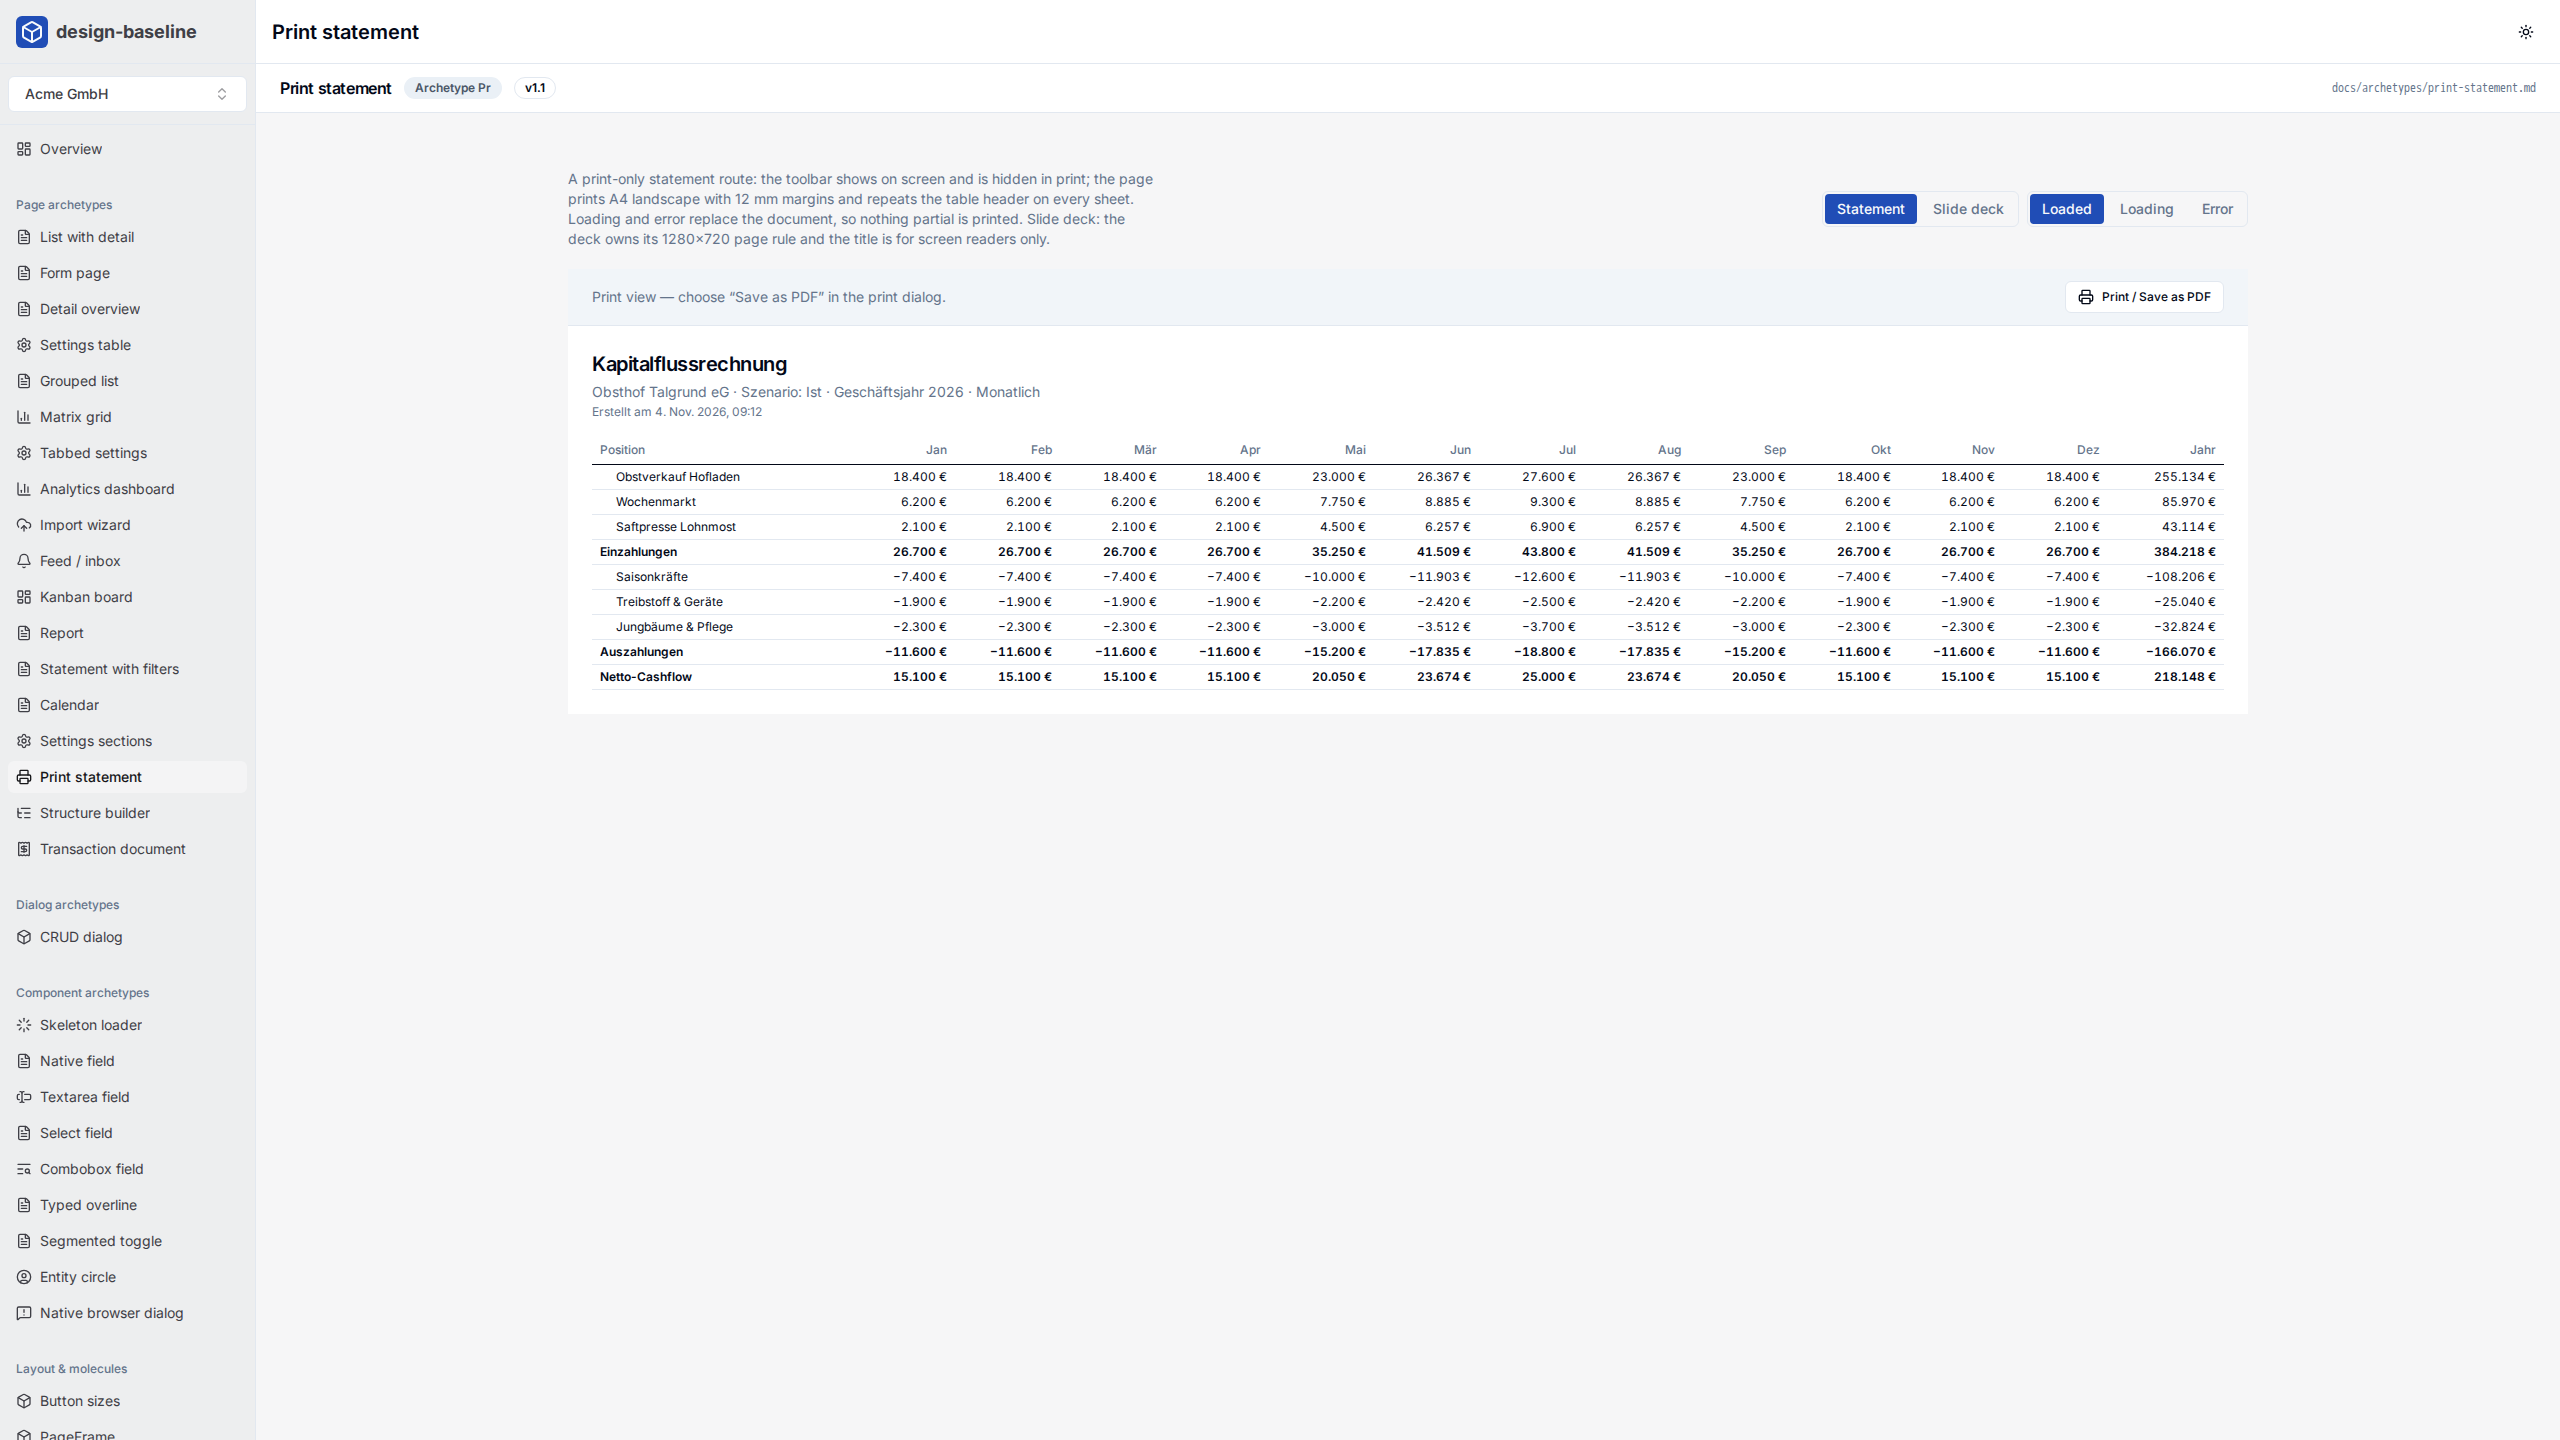 design-baseline
Print statement
Acme GmbH
Print statement
Archetype Pr
v1.1
docs/archetypes/print-statement.md
Overview
Page archetypes
List with detail
Form page
Detail overview
Settings table
Grouped list
Matrix grid
Tabbed settings
Analytics dashboard
Import wizard
Feed / inbox
Kanban board
Report
Statement with filters
Calendar
Settings sections
Print statement
Structure builder
Transaction document
Dialog archetypes
CRUD dialog
Component archetypes
Skeleton loader
Native field
Textarea field
Select field
Combobox field
Typed overline
Segmented toggle
Entity circle
Native browser dialog
Layout & molecules
Button sizes
PageFrame
A print-only statement route: the toolbar shows on screen and is hidden in print; the page
prints A4 landscape with 12 mm margins and repeats the table header on every sheet.
Loading and error replace the document, so nothing partial is printed. Slide deck: the
deck owns its 1280×720 page rule and the title is for screen readers only.
Statement Slide deck Loaded Loading Error
Print view — choose “Save as PDF” in the print dialog.
Print / Save as PDF
Kapitalflussrechnung
Obsthof Talgrund eG · Szenario: Ist · Geschäftsjahr 2026 · Monatlich
Erstellt am 4. Nov. 2026, 09:12
Position Jan Feb Mär Apr Mai Jun Jul Aug Sep Okt Nov Dez Jahr
Obstverkauf Hofladen 18.400 € 18.400 € 18.400 € 18.400 € 23.000 € 26.367 € 27.600 € 26.367 € 23.000 € 18.400 € 18.400 € 18.400 € 255.134 €
Wochenmarkt 6.200 € 6.200 € 6.200 € 6.200 € 7.750 € 8.885 € 9.300 € 8.885 € 7.750 € 6.200 € 6.200 € 6.200 € 85.970 €
Saftpresse Lohnmost 2.100 € 2.100 € 2.100 € 2.100 € 4.500 € 6.257 € 6.900 € 6.257 € 4.500 € 2.100 € 2.100 € 2.100 € 43.114 €
Einzahlungen 26.700 € 26.700 € 26.700 € 26.700 € 35.250 € 41.509 € 43.800 € 41.509 € 35.250 € 26.700 € 26.700 € 26.700 € 384.218 €
Saisonkräfte −7.400 € −7.400 € −7.400 € −7.400 € −10.000 € −11.903 € −12.600 € −11.903 € −10.000 € −7.400 € −7.400 € −7.400 € −108.206 €
Treibstoff & Geräte −1.900 € −1.900 € −1.900 € −1.900 € −2.200 € −2.420 € −2.500 € −2.420 € −2.200 € −1.900 € −1.900 € −1.900 € −25.040 €
Jungbäume & Pflege −2.300 € −2.300 € −2.300 € −2.300 € −3.000 € −3.512 € −3.700 € −3.512 € −3.000 € −2.300 € −2.300 € −2.300 € −32.824 €
Auszahlungen −11.600 € −11.600 € −11.600 € −11.600 € −15.200 € −17.835 € −18.800 € −17.835 € −15.200 € −11.600 € −11.600 € −11.600 € −166.070 €
Netto-Cashflow 15.100 € 15.100 € 15.100 € 15.100 € 20.050 € 23.674 € 25.000 € 23.674 € 20.050 € 15.100 € 15.100 € 15.100 € 218.148 €